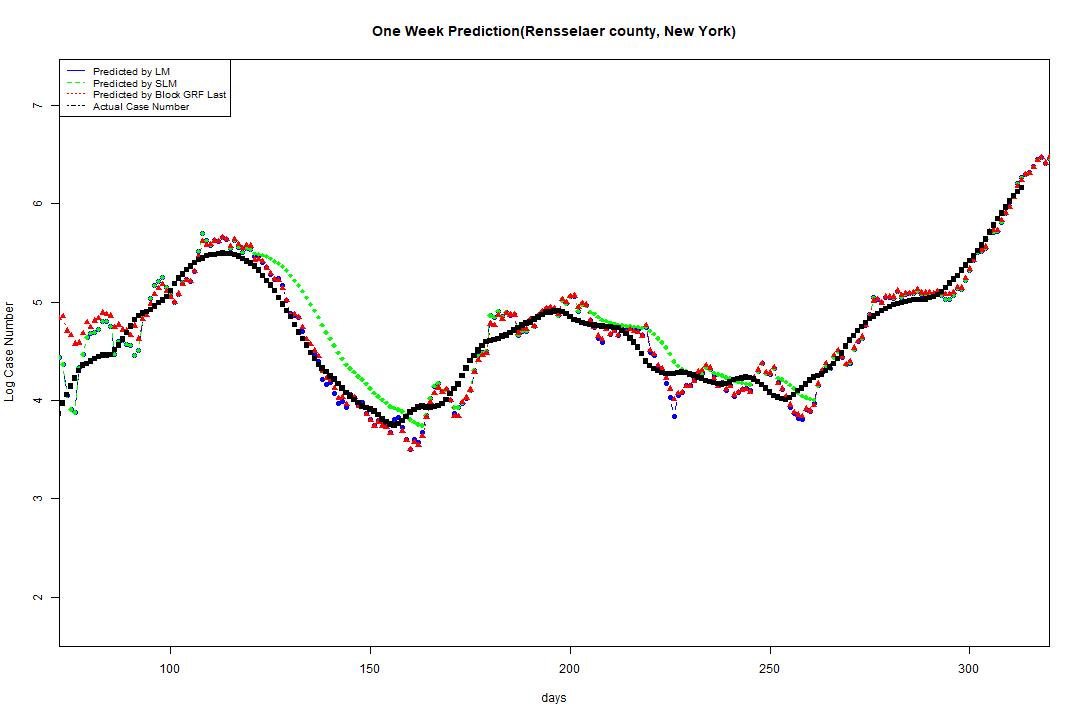 One Week Prediction(Rensselaer county, New York)
Predicted by LM
Predicted by SLM
Predicted by Block GRF Last
Actual Case Number
7
6
5
4
3
2
Log Case Number
100 150 200 250 300
days